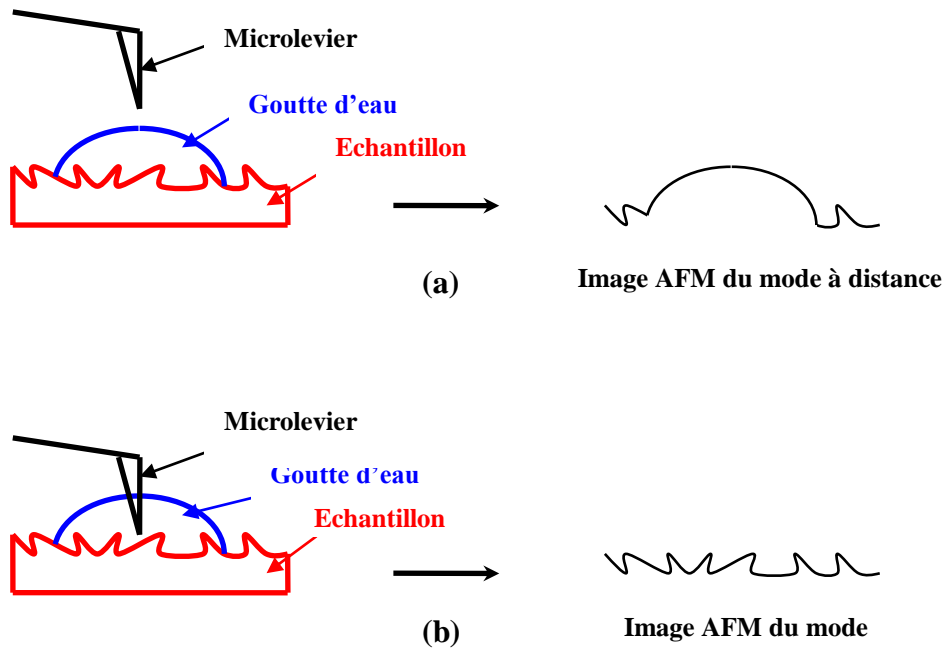 Microlevier
Goutte d'eau
Echantillon
(a)
Image AFM du mode à distance
Microlevier
Goutte d'eau
Echantillon
(b)
Image AFM du mode